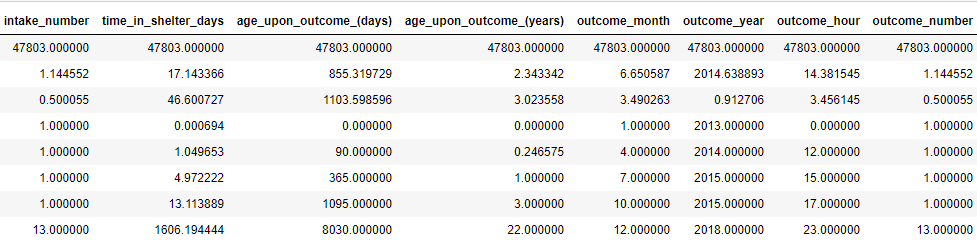 intake_number time_in_shelter_days age_upon_outcome_(days) age_upon_outcome_(years) outcome_month outcome_year outcome_hour outcome_number
47803.000000 47803.000000 47803.000000 47803.000000 47803.000000 47803.000000 47803.000000 47803.000000
1.144552 17.143366 855.319729 2.343342 6.650587 2014.638893 14.381545 1.144552
0.500055 46.600727 1103.598596 3.023558 3.490263 0.912706 3.456145 0.500055
1.000000 0.000694 0.000000 0.000000 1.000000 2013.000000 0.000000 1.000000
1.000000 1.049653 90.000000 0.246575 4.000000 2014.000000 12.000000 1.000000
1.000000 4.972222 365.000000 1.000000 7.000000 2015.000000 15.000000 1.000000
1.000000 13.113889 1095.000000 3.000000 10.000000 2015.000000 17.000000 1.000000
13.000000 1606.194444 8030.000000 22.000000 12.000000 2018.000000 23.000000 13.000000